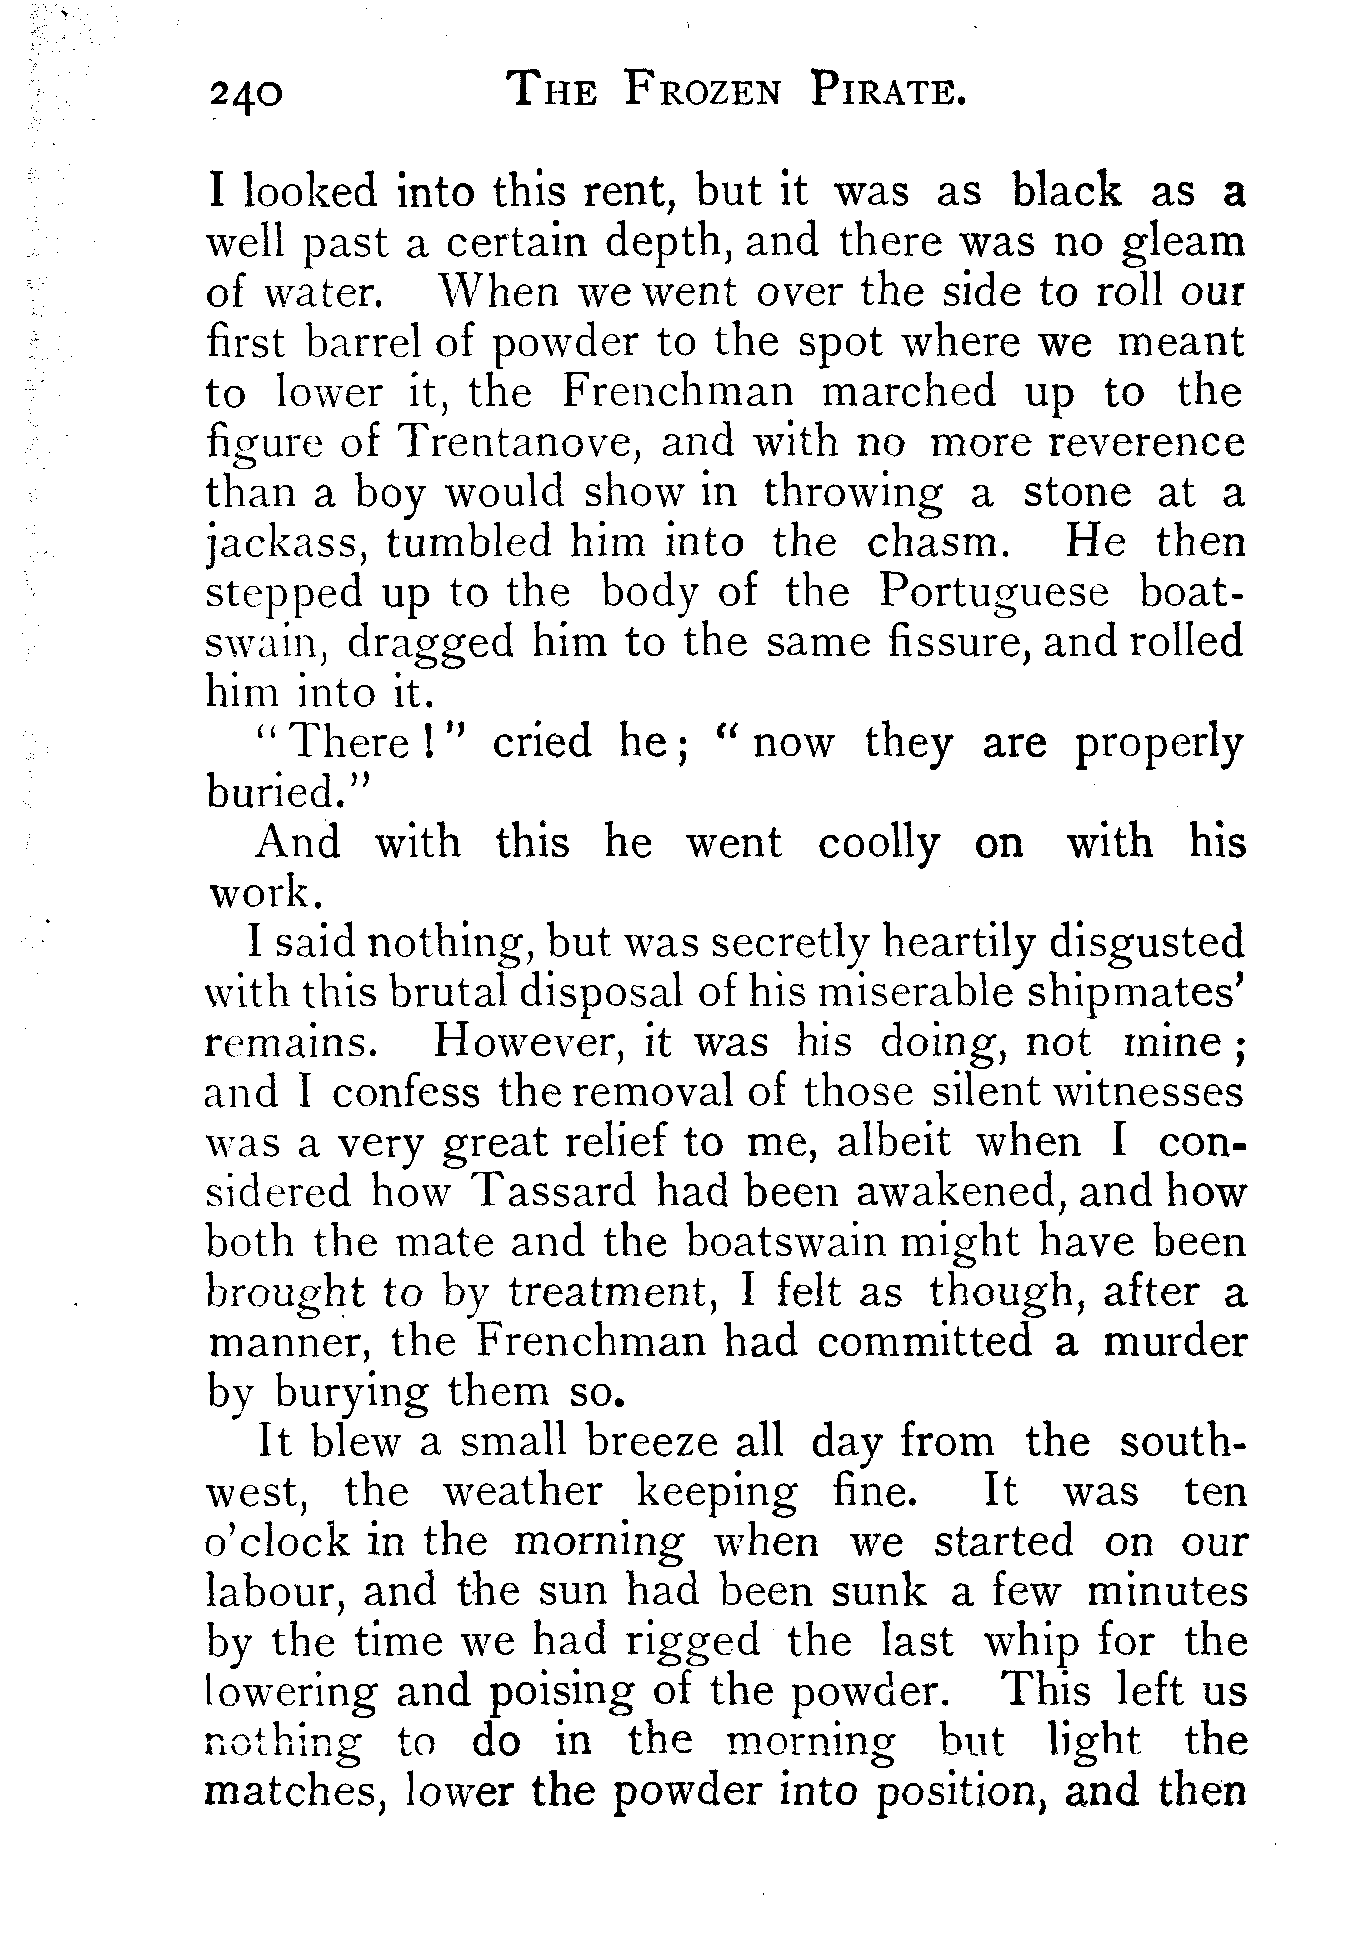 240 THE FROZEN PIRATE.
I looked into this rent, but it was as black as a
well past a certain depth, and there was no gleam
of water. When we went over the side to roll our
first barrel of powder to the spot where we meant
to lower it, the Frenchman marched up to the
figure of Trentanove, and with no more reverence
than a boy would show in throwing a stone at a
jackass, tumbled him into the chasm. He then
stepped up to the body of the Portuguese boat-
swain, dragged him to the same fissure, and rolled
him into it.
“There!” cried he; “now they are properly
buried.”
And with this he went coolly on with his
work.
I said nothing, but was secretly heartily disgusted
with this brutal disposal of his miserable shipmates’
remains. However, it was his doing, not mine;
and I confess the removal of those silent witnesses
was a very great relief to me, albeit when I con-
sidered how Tassard had been awakened, and how
both the mate and the boatswain might have been
brought to by treatment, I felt as though, after a
manner, the Frenchman had committed a murder
by burying them so.
It blew a small breeze all day from the south-
west, the weather keeping fine. It was ten
o’clock in the morning when we started on our
labour, and the sun had been sunk a few minutes
by the time we had rigged the last whip for the
lowering and poising of the powder. This left us
nothing to do in the morning but light the
matches, lower the powder into position, and then